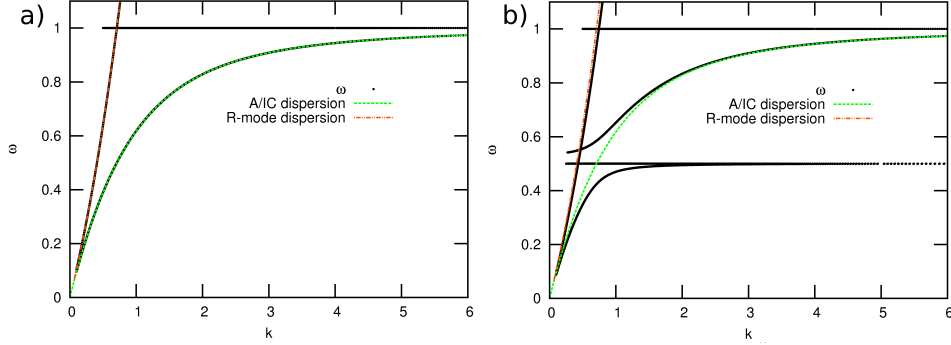 a)
1
0.8
0.6
0.4
0.2
0
ω
ω
A/IC dispersion
R-mode dispersion
0 1 2 3 4 5 6
k
b)
1
0.8
0.6
0.4
0.2
0
ω
ω
A/IC dispersion
R-mode dispersion
0 1 2 3 4 5 6
k